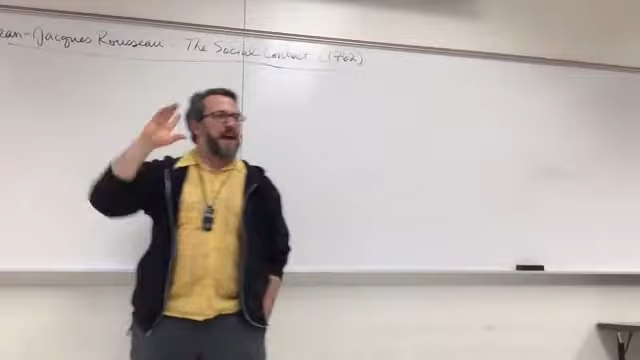 ean-Jacques Rousseau - The Social Contract (1762)